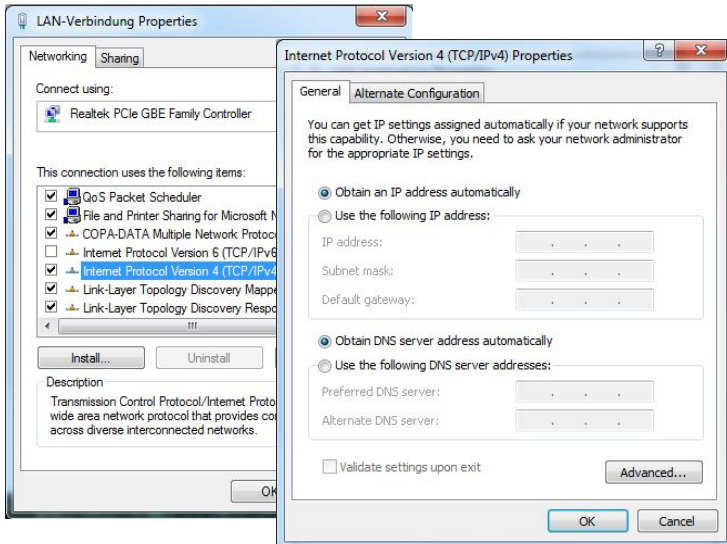 LAN-Verbindung Properties
Networking Sharing
Connect using:
Realtek PCIe GBE Family Controller
This connection uses the following items:
QoS Packet Scheduler
File and Printer Sharing for Microsoft N
COPA-DATA Multiple Network Protoc
Internet Protocol Version 6 (TCP/IPv6
Internet Protocol Version 4 (TCP/IPv4
Link-Layer Topology Discovery Mappe
Link-Layer Topology Discovery Respo
Install... Uninstall
Description
Transmission Control Protocol/Internet Proto
wide area network protocol that provides co
across diverse interconnected networks.
OK
Internet Protocol Version 4 (TCP/IPv4) Properties
General Alternate Configuration
You can get IP settings assigned automatically if your network supports
this capability. Otherwise, you need to ask your network administrator
for the appropriate IP settings.
Obtain an IP address automatically
Use the following IP address:
IP address:
Subnet mask:
Default gateway:
Obtain DNS server address automatically
Use the following DNS server addresses:
Preferred DNS server:
Alternate DNS server:
Validate settings upon exit
Advanced...
OK Cancel